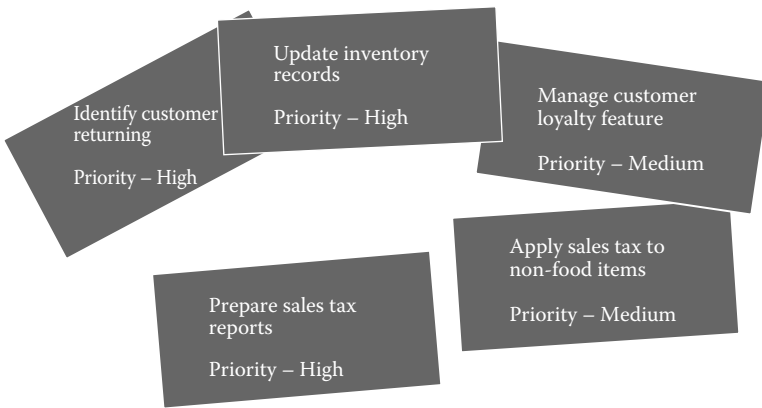 Identify customer
returning
Priority – High
Update inventory
records
Priority – High
Manage customer
loyalty feature
Priority – Medium
Prepare sales tax
reports
Priority – High
Apply sales tax to
non-food items
Priority – Medium